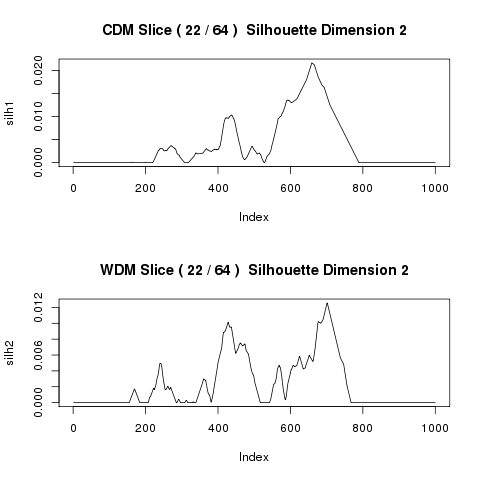 CDM Slice ( 22 / 64 )  Silhouette Dimension 2
silh1
0.020
0.010
0.000
0 200 400 600 800 1000
Index
WDM Slice ( 22 / 64 )  Silhouette Dimension 2
silh2
0.012
0.006
0.000
0 200 400 600 800 1000
Index